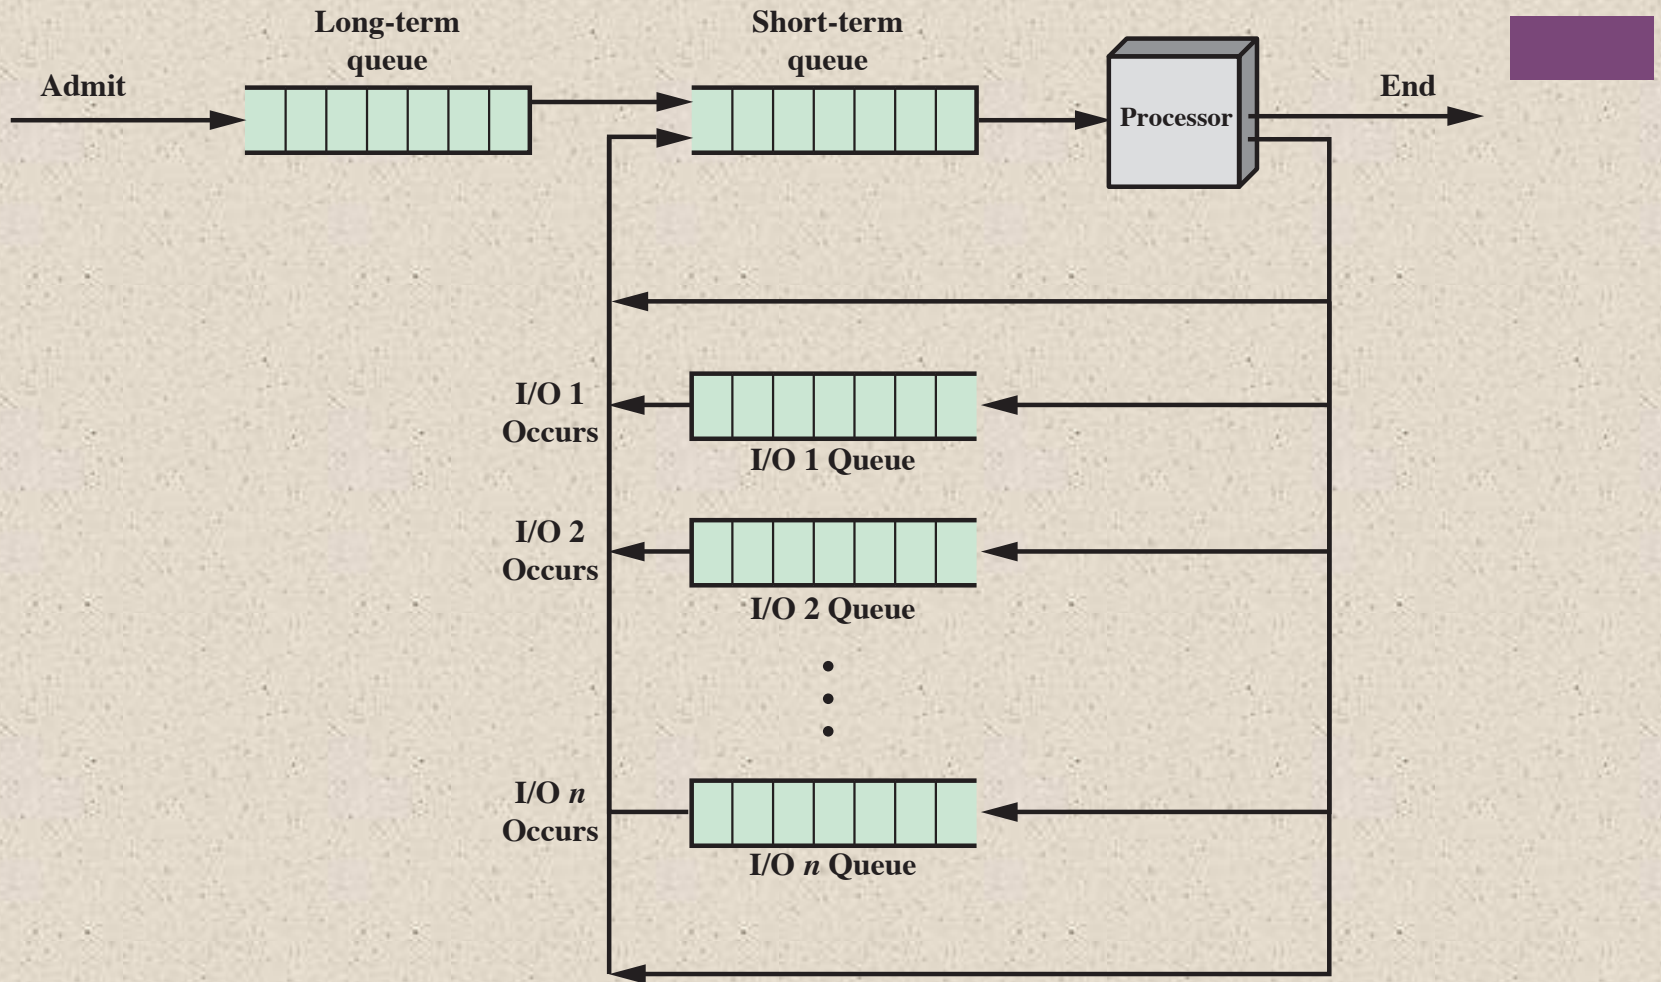 Long-term
queue
Short-term
queue
Admit
Processor
End
I/O 1
Occurs
I/O 1 Queue
I/O 2
Occurs
I/O 2 Queue
I/O n
Occurs
I/O n Queue